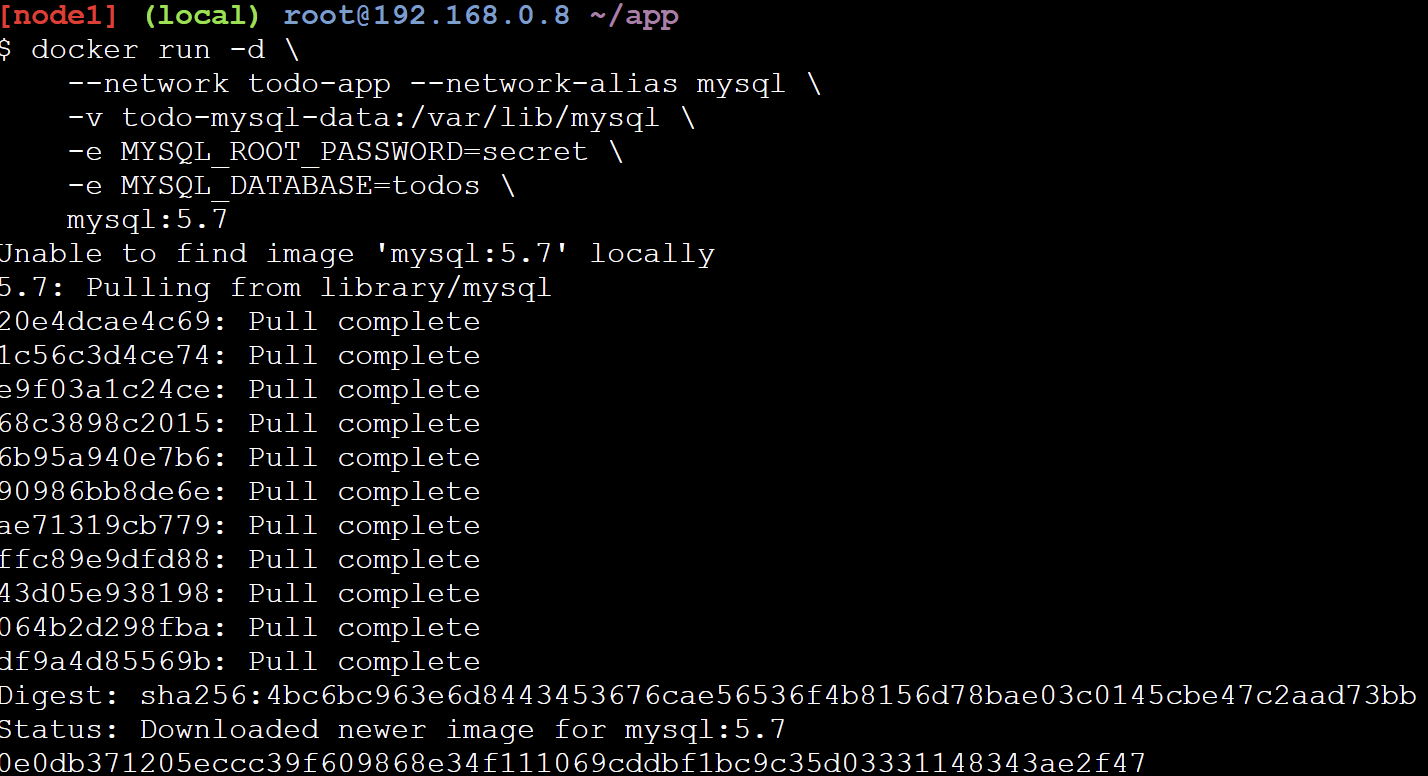 [node1] (local) root@192.168.0.8 ~/app
$ docker run -d \
    --network todo-app --network-alias mysql \
    -v todo-mysql-data:/var/lib/mysql \
    -e MYSQL_ROOT_PASSWORD=secret \
    -e MYSQL_DATABASE=todos \
    mysql:5.7
Unable to find image 'mysql:5.7' locally
5.7: Pulling from library/mysql
20e4dcae4c69: Pull complete
1c56c3d4ce74: Pull complete
e9f03a1c24ce: Pull complete
68c3898c2015: Pull complete
6b95a940e7b6: Pull complete
90986bb8de6e: Pull complete
ae71319cb779: Pull complete
ffc89e9dfd88: Pull complete
43d05e938198: Pull complete
064b2d298fba: Pull complete
df9a4d85569b: Pull complete
Digest: sha256:4bc6bc963e6d8443453676cae56536f4b8156d78bae03c0145cbe47c2aad73bb
Status: Downloaded newer image for mysql:5.7
0e0db371205eccc39f609868e34f111069cddbf1bc9c35d03331148343ae2f47